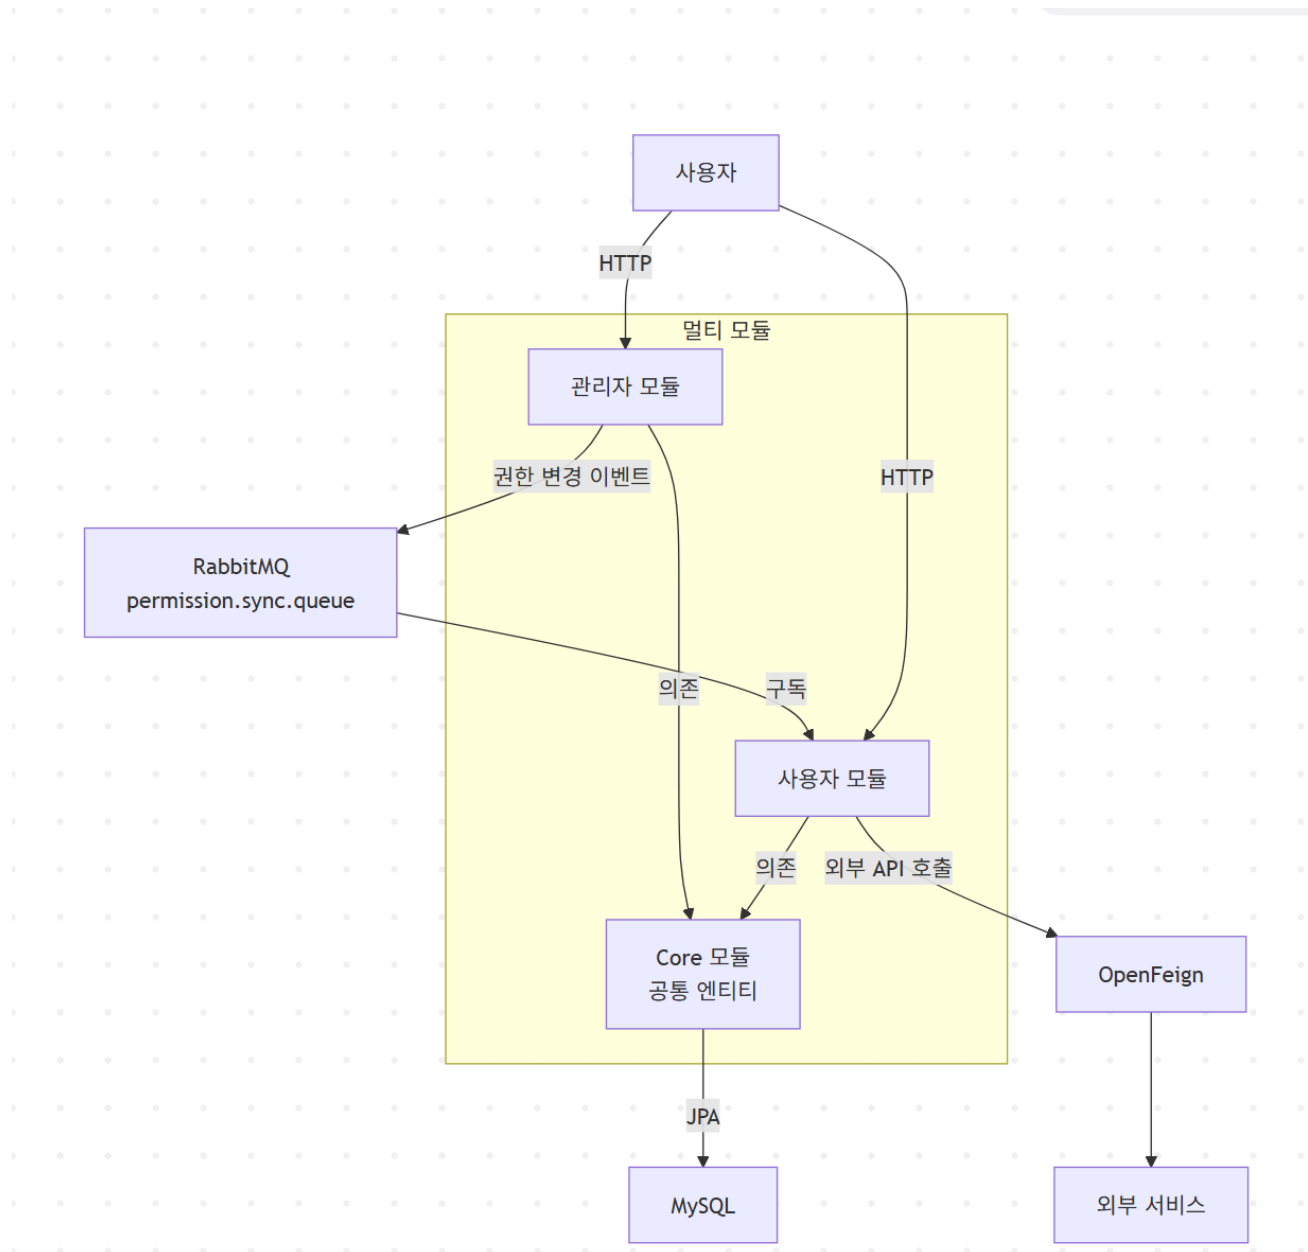 사용자
HTTP
멀티 모듈
관리자 모듈
권한 변경 이벤트
HTTP
RabbitMQ
permission.sync.queue
의존
구독
사용자 모듈
의존
외부 API 호출
Core 모듈
공통 엔티티
OpenFeign
JPA
MySQL
외부 서비스